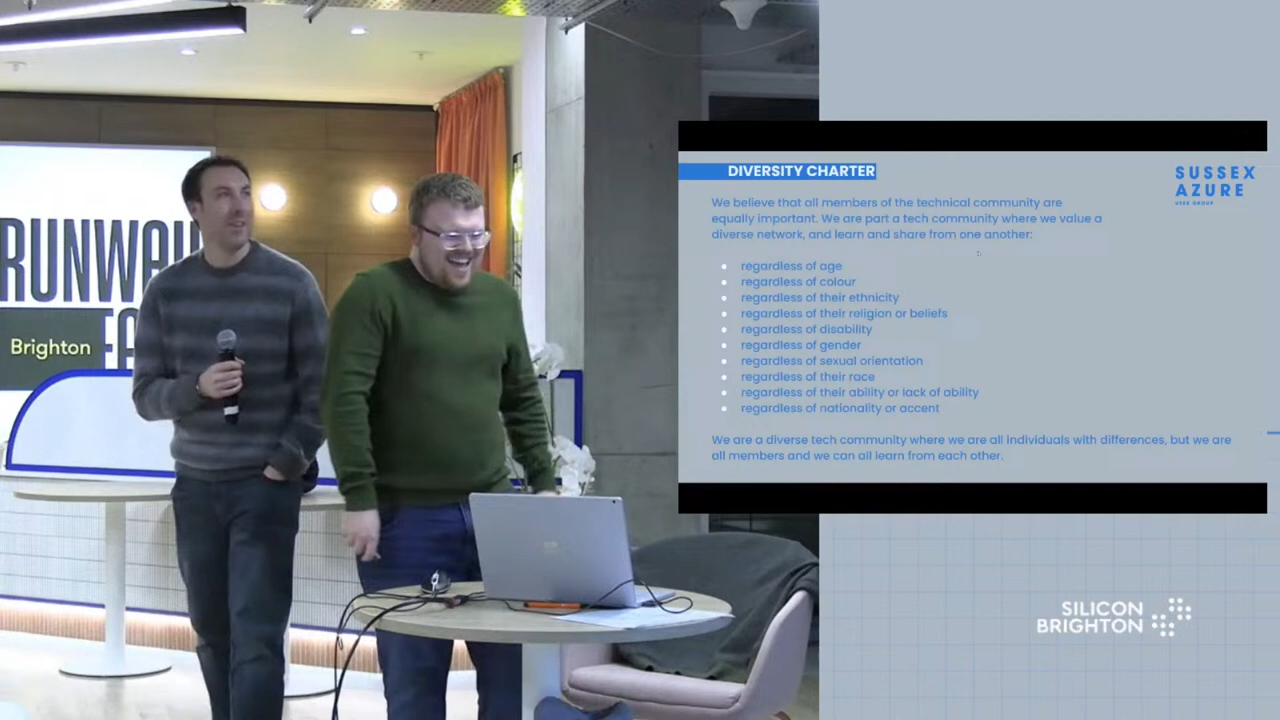 RUNWAY
EA
Brighton
DIVERSITY CHARTER
SUSSEX
AZURE
USER GROUP
We believe that all members of the technical community are
equally important. We are part a tech community where we value a
diverse network, and learn and share from one another:
regardless of age
regardless of colour
regardless of their ethnicity
regardless of their religion or beliefs
regardless of disability
regardless of gender
regardless of sexual orientation
regardless of their race
regardless of their ability or lack of ability
regardless of nationality or accent
We are a diverse tech community where we are all individuals with differences, but we are
all members and we can all learn from each other.
SILICON
BRIGHTON